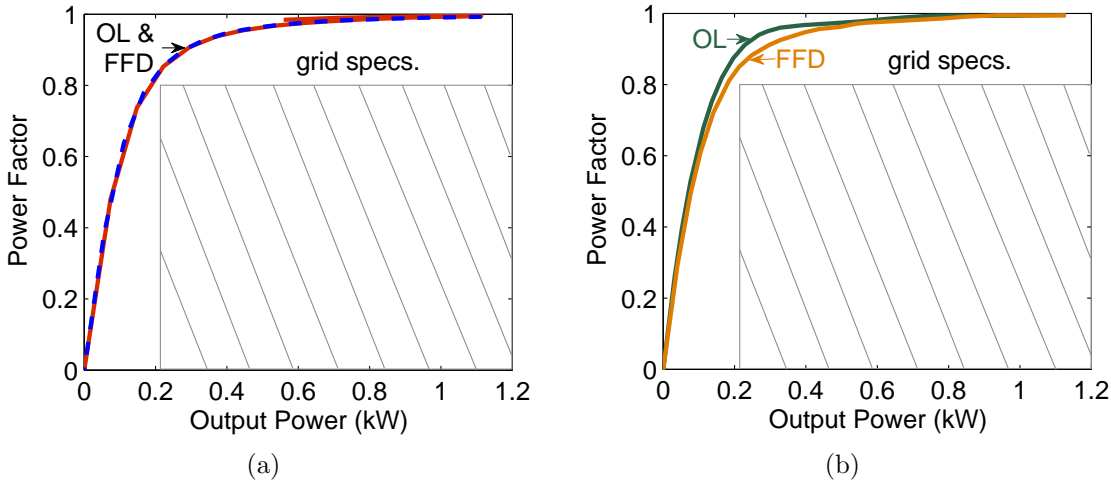 1
0.8
0.6
0.4
0.2
0
Power Factor
OL &
FFD
grid specs.
0 0.2 0.4 0.6 0.8 1 1.2
Output Power (kW)
(a)
1
0.8
0.6
0.4
0.2
0
Power Factor
OL
FFD
grid specs.
0 0.2 0.4 0.6 0.8 1 1.2
Output Power (kW)
(b)